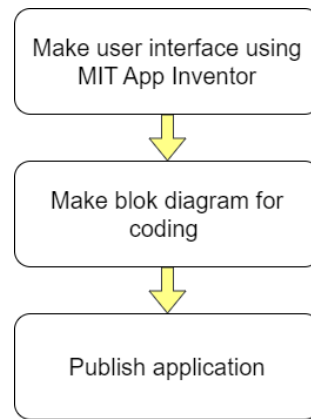 Make user interface using
MIT App Inventor
Make blok diagram for
coding
Publish application